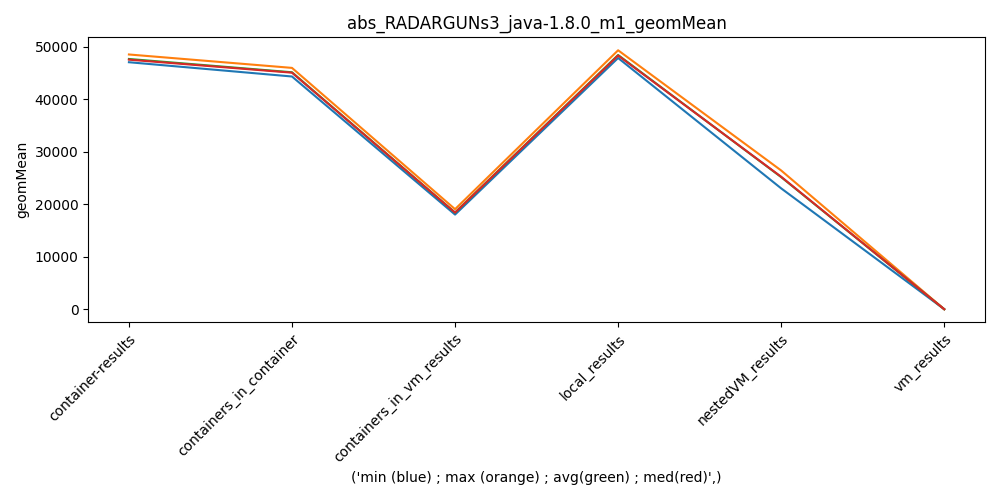 abs_RADARGUNs3_java-1.8.0_m1_geomMean
geomMean
50000
40000
30000
20000
10000
0
container-results
containers_in_container
containers_in_vm_results
local_results
nestedVM_results
vm_results
('min (blue) ; max (orange) ; avg(green) ; med(red)',)